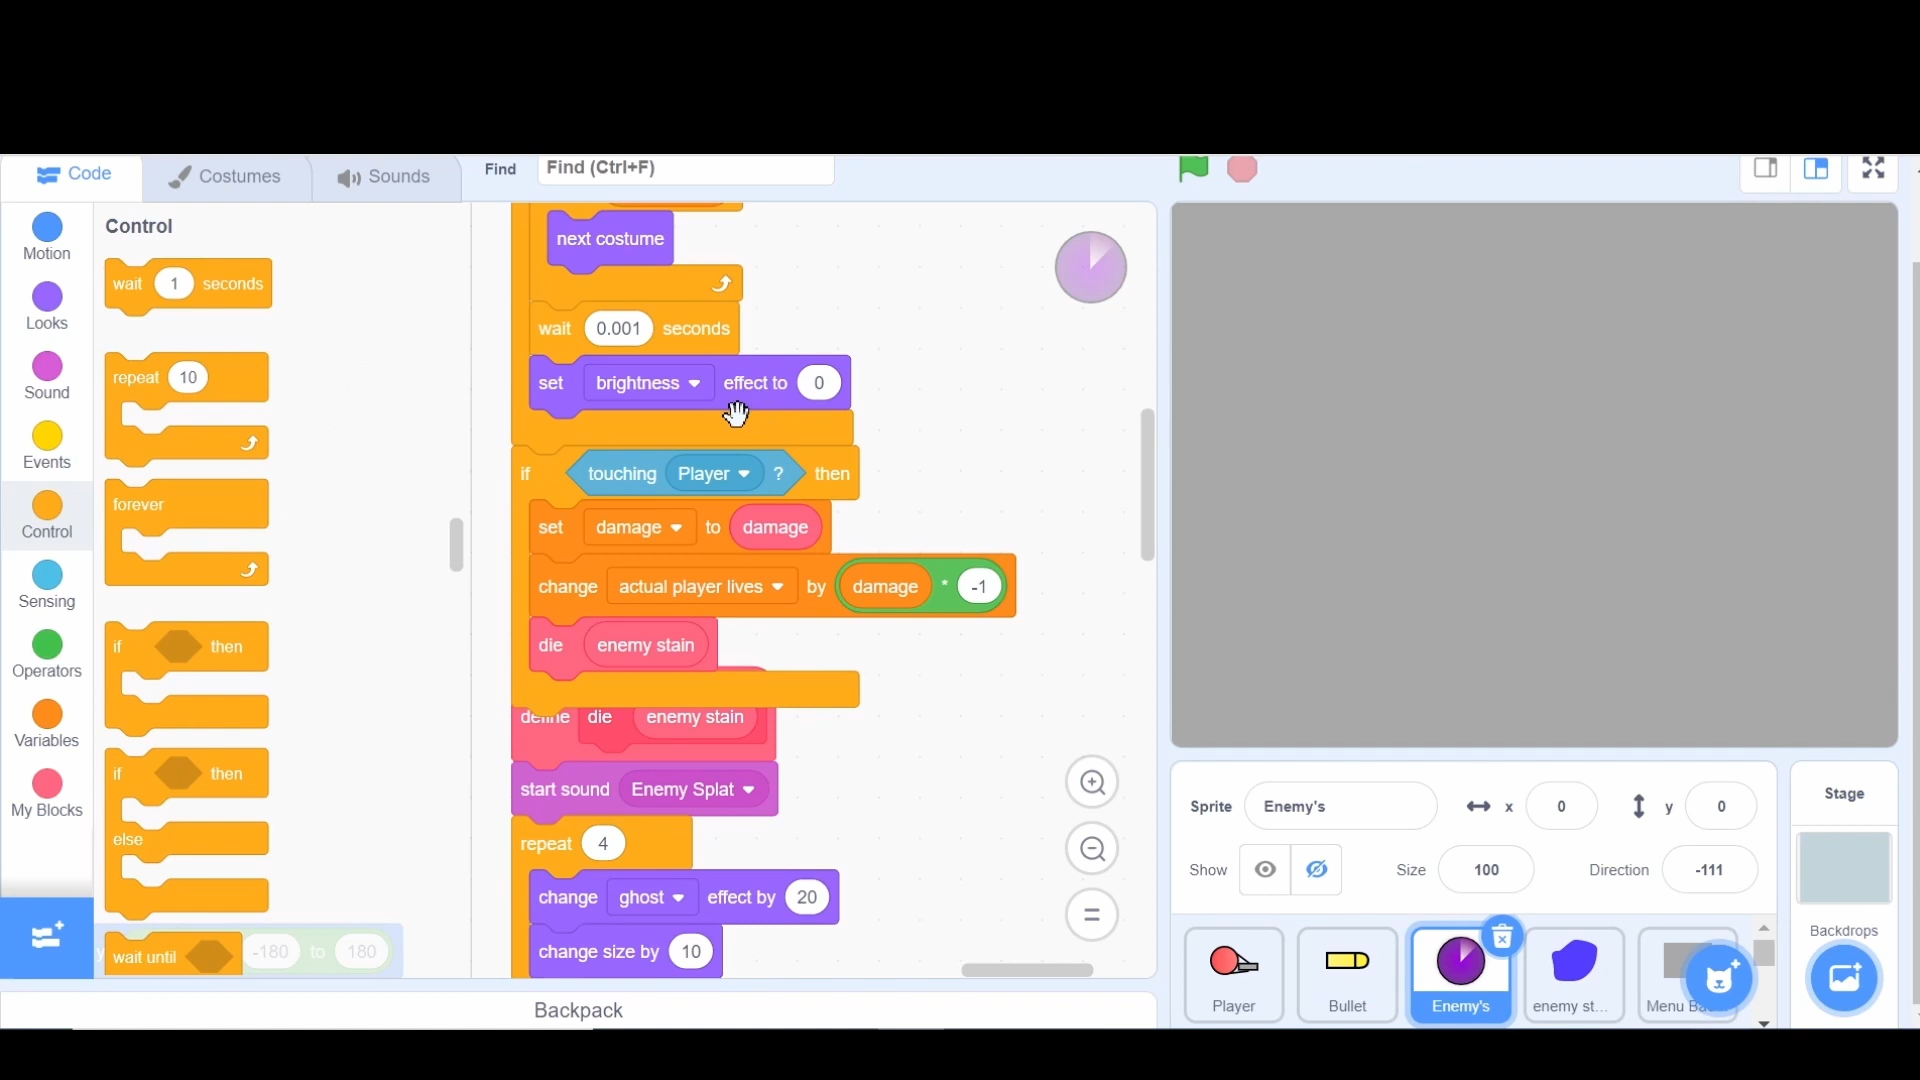 Code
Costumes
Sounds
Find
Find (Ctrl+F)
Motion
Looks
Sound
Events
Control
Sensing
Operators
Variables
My Blocks
Control
wait 1 seconds
repeat 10
forever
if then
if then
else
wait until
-180 to 180
next costume
wait 0.001 seconds
set brightness effect to 0
if touching Player ? then
set damage to damage
change actual player lives by damage * -1
die enemy stain
define die enemy stain
start sound Enemy Splat
repeat 4
change ghost effect by 20
change size by 10
Backpack
Sprite Enemy's x 0 y 0
Show Size 100 Direction -111
Player
Bullet
Enemy's
enemy st...
Menu Ba
Stage
Backdrops